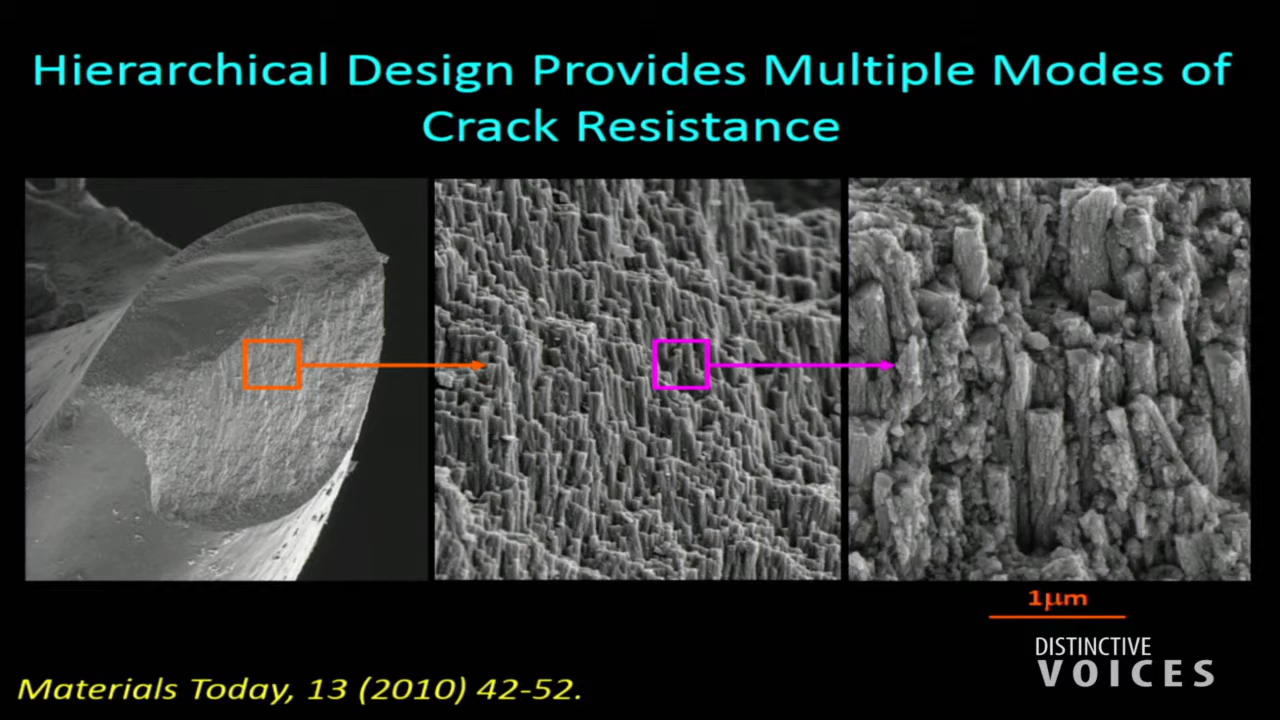 Hierarchical Design Provides Multiple Modes of
Crack Resistance
1μm
DISTINCTIVE
VOICES
Materials Today, 13 (2010) 42-52.